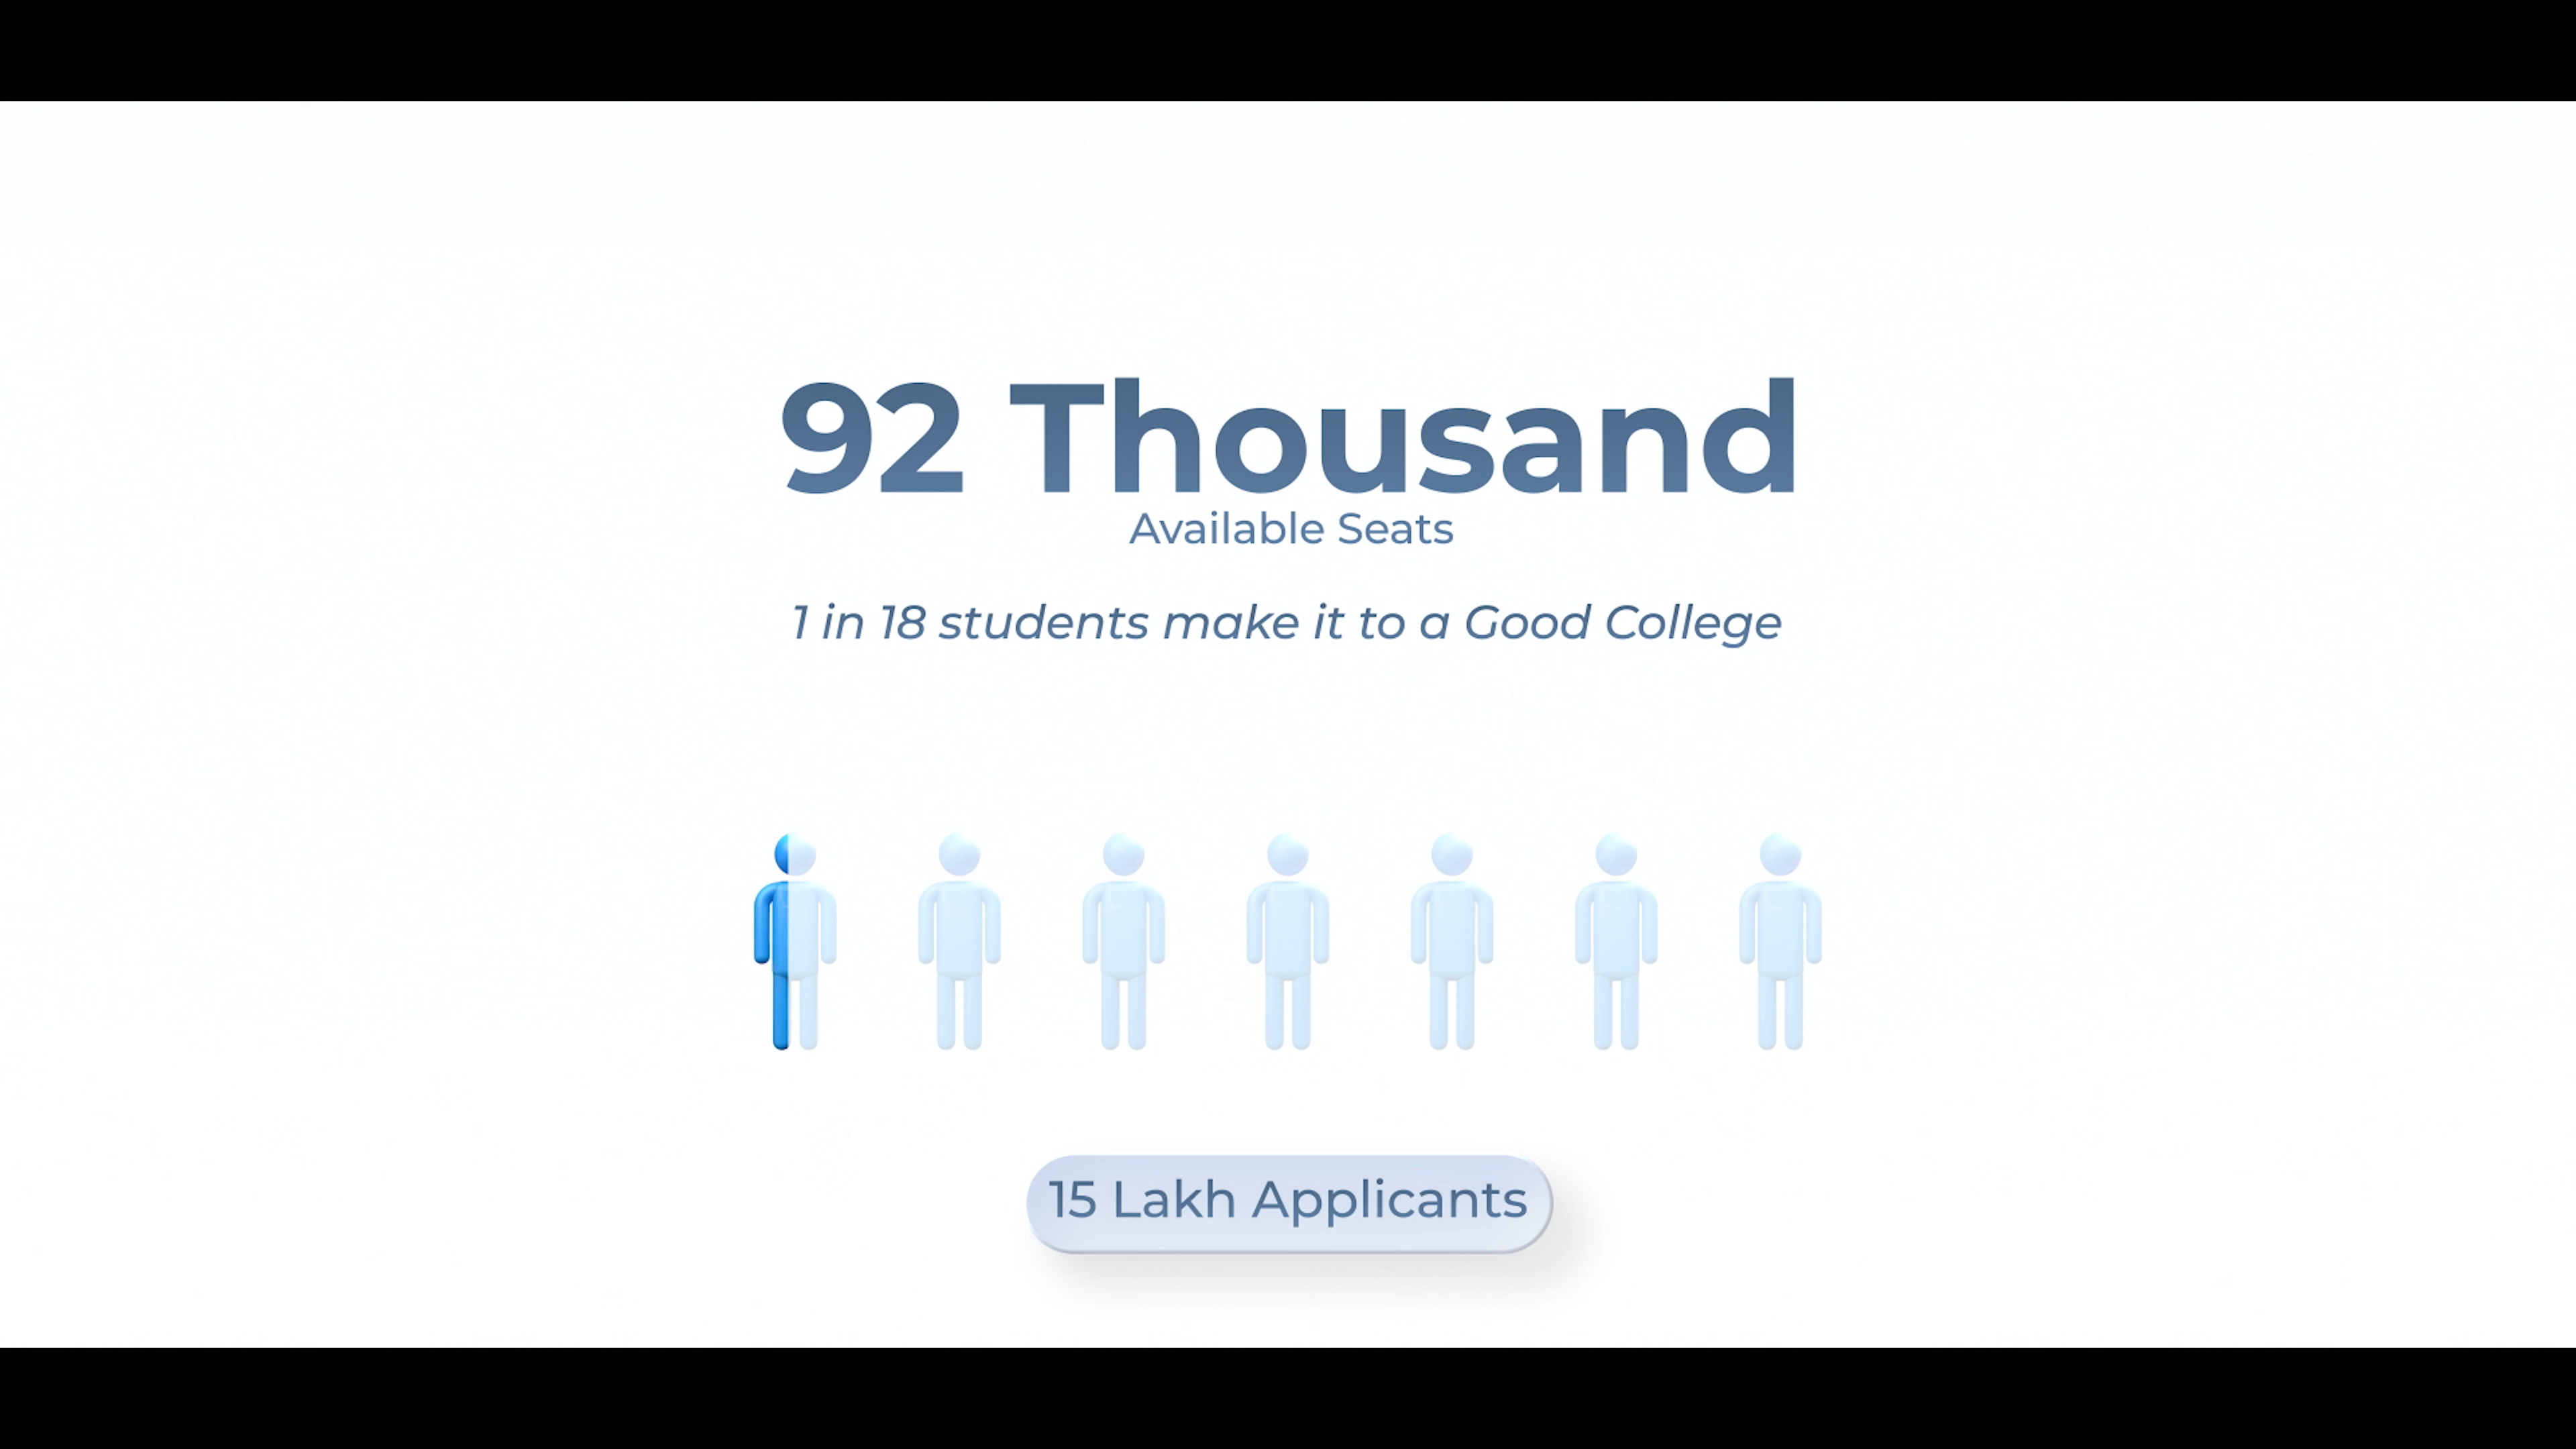 92 Thousand
Available Seats
1 in 18 students make it to a Good College
15 Lakh Applicants